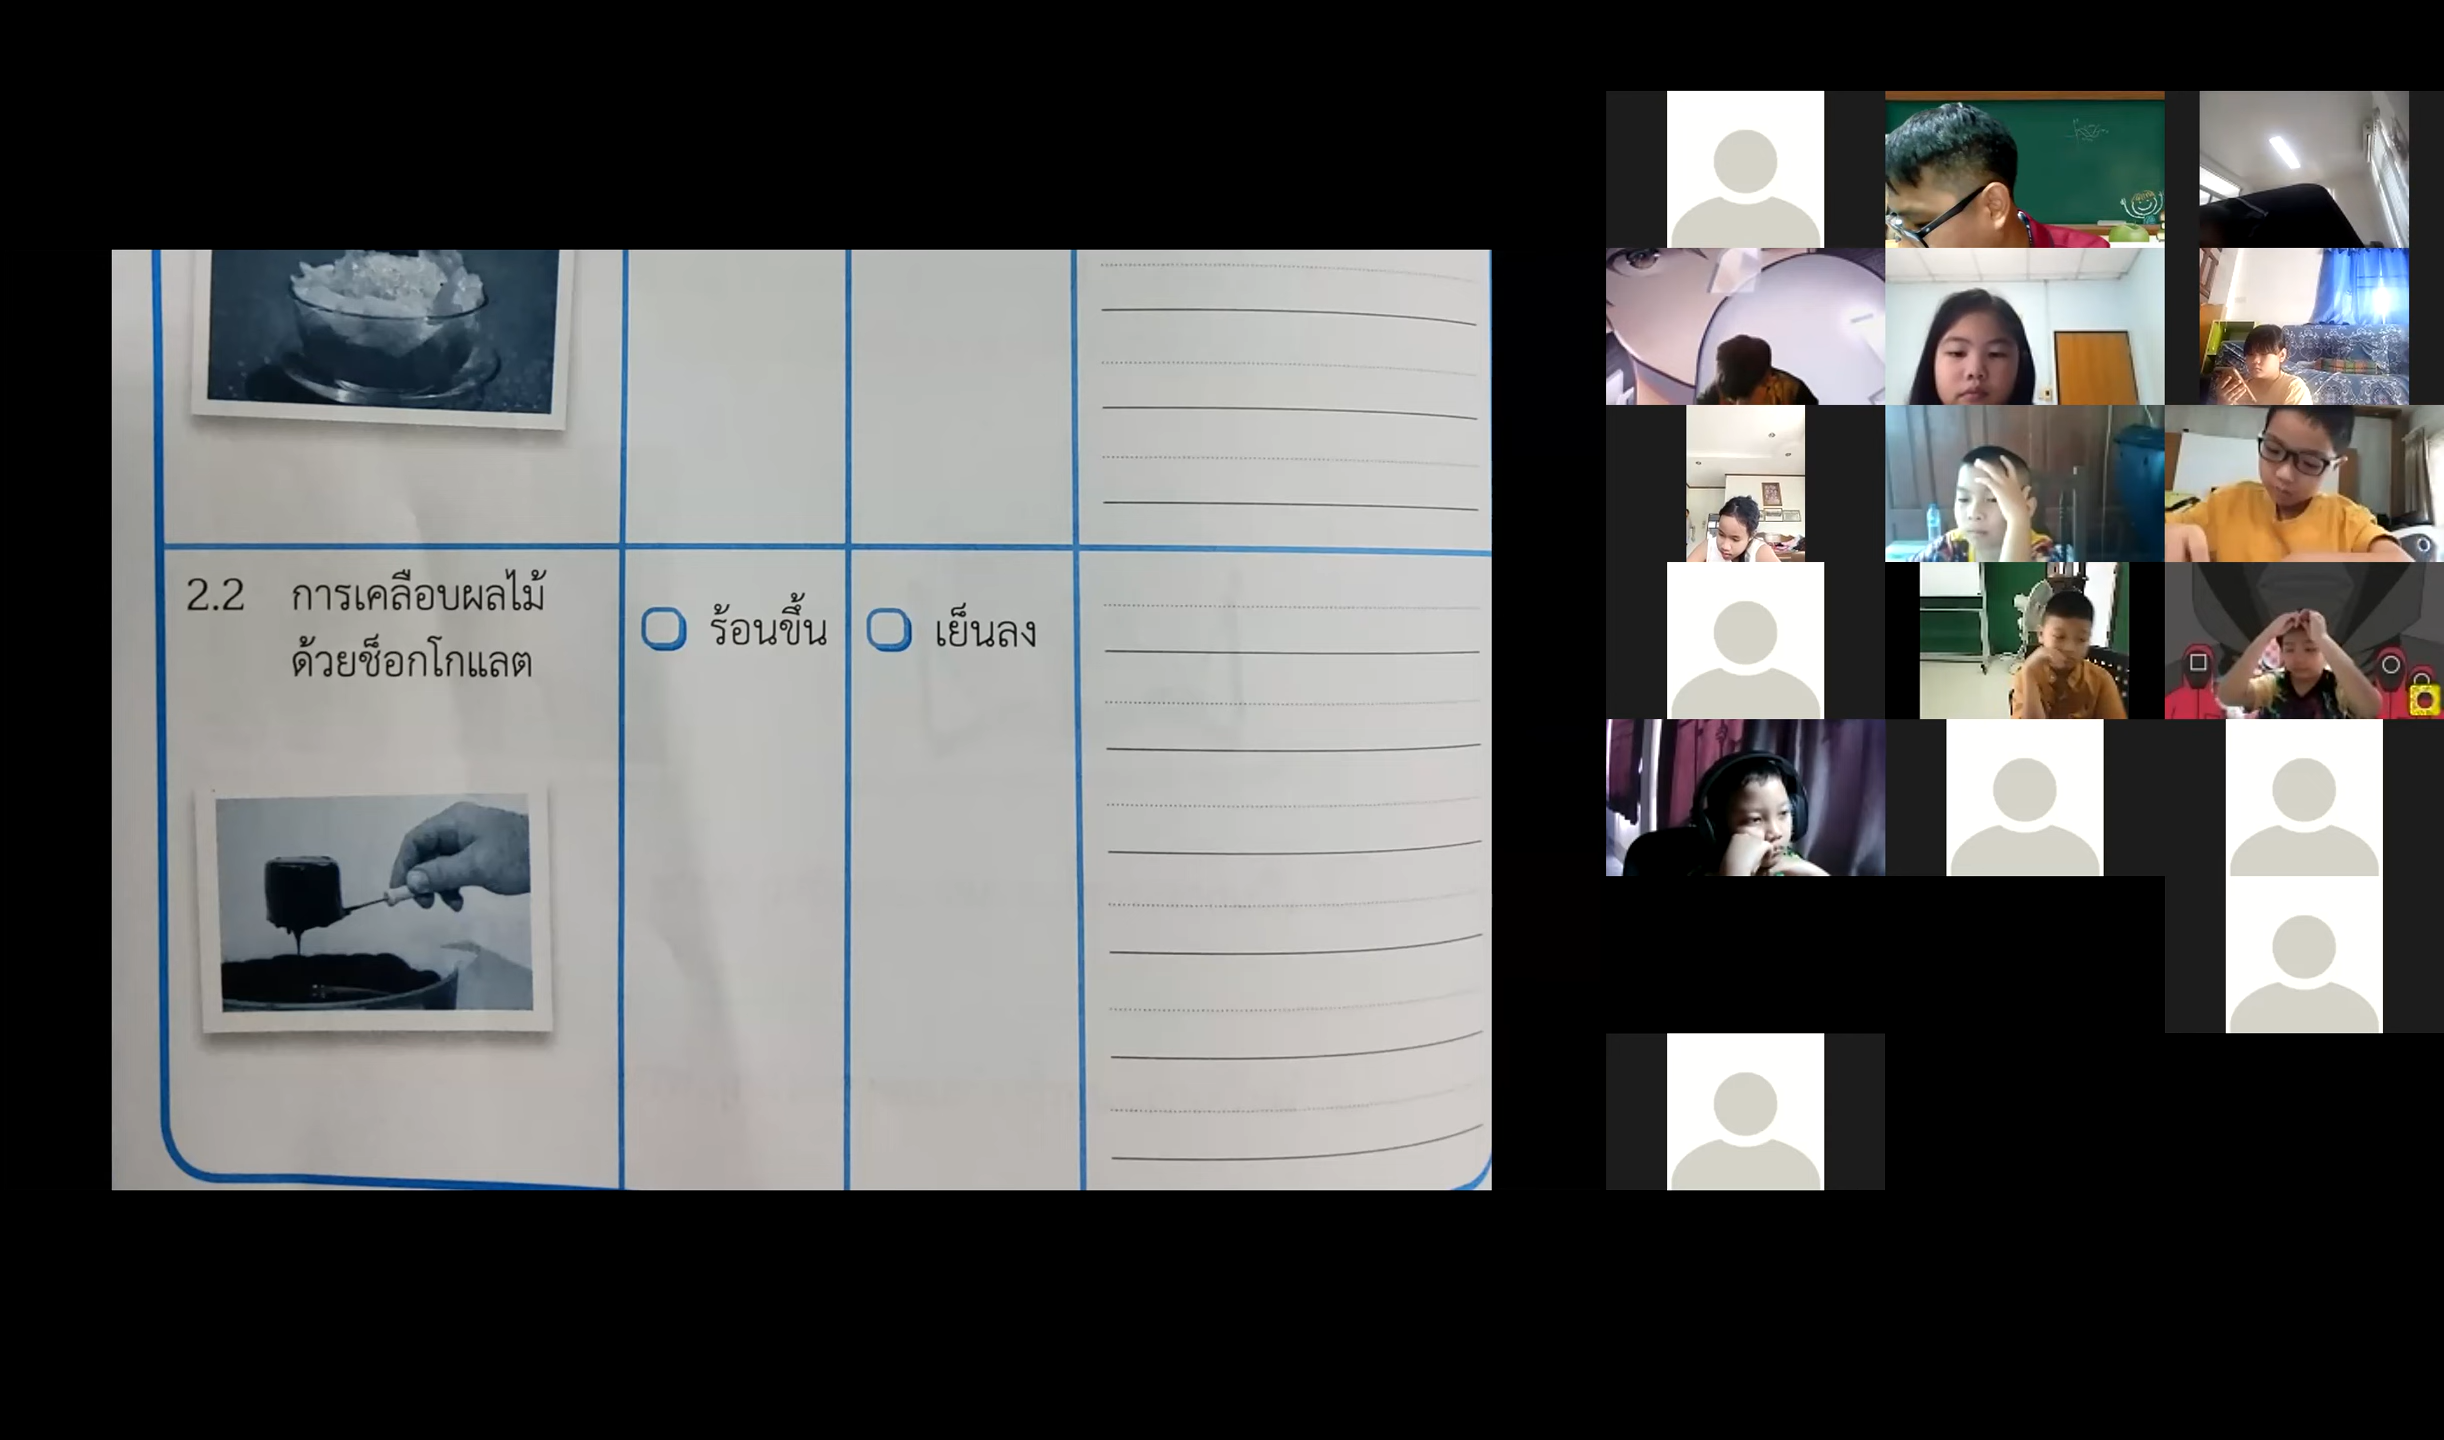 2.2 การเคลือบผลไม้
ด้วยช็อกโกแลต
ร้อนขึ้น
เย็นลง